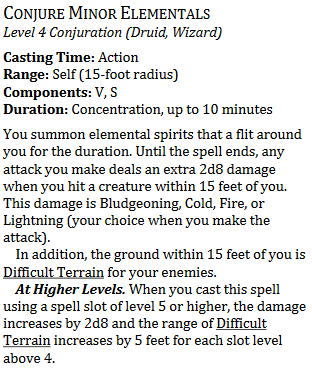 CONJURE MINOR ELEMENTALS
Level 4 Conjuration (Druid, Wizard)
Casting Time: Action
Range: Self (15-foot radius)
Components: V, S
Duration: Concentration, up to 10 minutes
You summon elemental spirits that a flit around
you for the duration. Until the spell ends, any
attack you make deals an extra 2d8 damage
when you hit a creature within 15 feet of you.
This damage is Bludgeoning, Cold, Fire, or
Lightning (your choice when you make the
attack).
In addition, the ground within 15 feet of you is
Difficult Terrain for your enemies.
At Higher Levels. When you cast this spell
using a spell slot of level 5 or higher, the damage
increases by 2d8 and the range of Difficult
Terrain increases by 5 feet for each slot level
above 4.